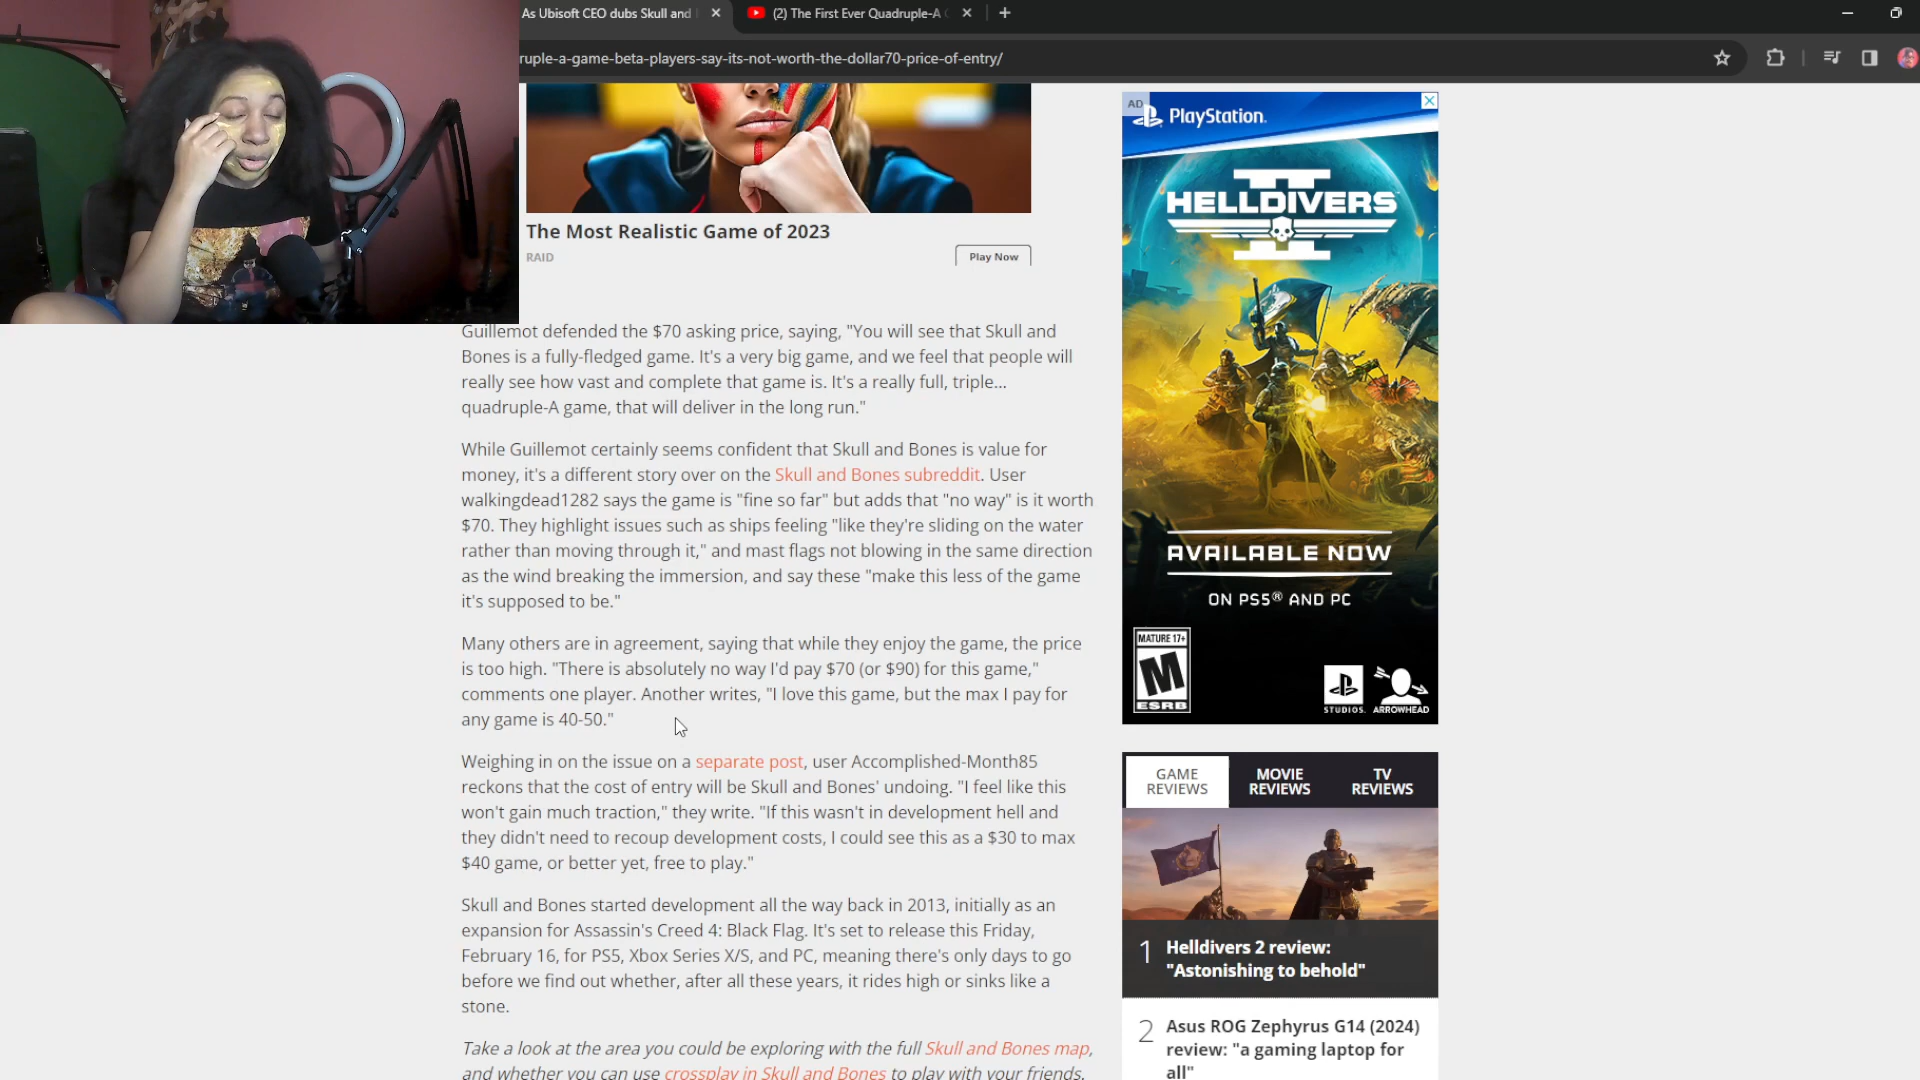 As Ubisoft CEO dubs Skull and
(2) The First Ever Quadruple-A
ruple-a-game-beta-players-say-its-not-worth-the-dollar70-price-of-entry/
The Most Realistic Game of 2023
RAID
Play Now
Guillemot defended the $70 asking price, saying, "You will see that Skull and
Bones is a fully-fledged game. It's a very big game, and we feel that people will
really see how vast and complete that game is. It's a really full, triple...
quadruple-A game, that will deliver in the long run."
While Guillemot certainly seems confident that Skull and Bones is value for
money, it's a different story over on the Skull and Bones subreddit. User
walkingdead1282 says the game is "fine so far" but adds that "no way" is it worth
$70. They highlight issues such as ships feeling "like they're sliding on the water
rather than moving through it," and mast flags not blowing in the same direction
as the wind breaking the immersion, and say these "make this less of the game
it's supposed to be."
Many others are in agreement, saying that while they enjoy the game, the price
is too high. "There is absolutely no way I'd pay $70 (or $90) for this game,"
comments one player. Another writes, "I love this game, but the max I pay for
any game is 40-50."
Weighing in on the issue on a separate post, user Accomplished-Month85
reckons that the cost of entry will be Skull and Bones' undoing. "I feel like this
won't gain much traction," they write. "If this wasn't in development hell and
they didn't need to recoup development costs, I could see this as a $30 to max
$40 game, or better yet, free to play."
Skull and Bones started development all the way back in 2013, initially as an
expansion for Assassin's Creed 4: Black Flag. It's set to release this Friday,
February 16, for PS5, Xbox Series X/S, and PC, meaning there's only days to go
before we find out whether, after all these years, it rides high or sinks like a
stone.
Take a look at the area you could be exploring with the full Skull and Bones map,
and whether you can use crossplay in Skull and Bones to play with your friends.
AD
PlayStation.
II
HELLDIVERS
AVAILABLE NOW
ON PS5® AND PC
MATURE 17+
M
ESRB
STUDIOS.
ARROWHEAD
GAME REVIEWS
MOVIE REVIEWS
TV REVIEWS
1 Helldivers 2 review:
"Astonishing to behold"
2 Asus ROG Zephyrus G14 (2024)
review: "a gaming laptop for
all"